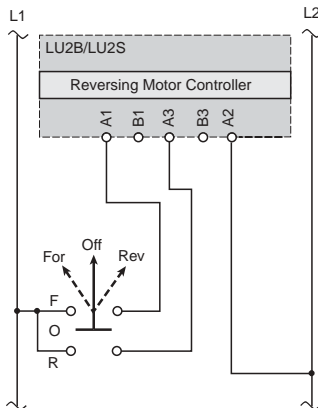 L1
L2
LU2B/LU2S
Reversing Motor Controller
A1 B1 A3 B3 A2
Off
For Rev
F
O
R